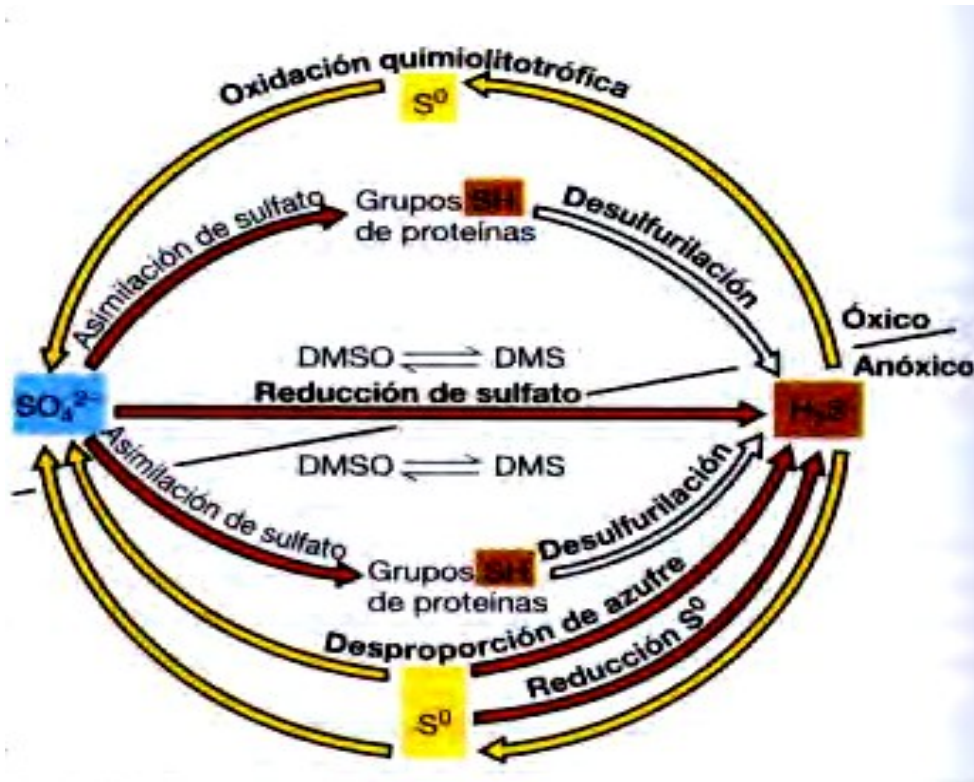 Oxidación químiolitotrófica
S⁰
Asimilación de sulfato
Grupos SH
de proteínas
Desulfurilación
Óxico
Anóxico
DMSO ⇌ DMS
Reducción de sulfato
SO₄²⁻
H₂S
DMSO ⇌ DMS
Asimilación de sulfato
Desulfurilación
Grupos SH
de proteínas
Desproporción de azufre
Reducción S⁰
S⁰